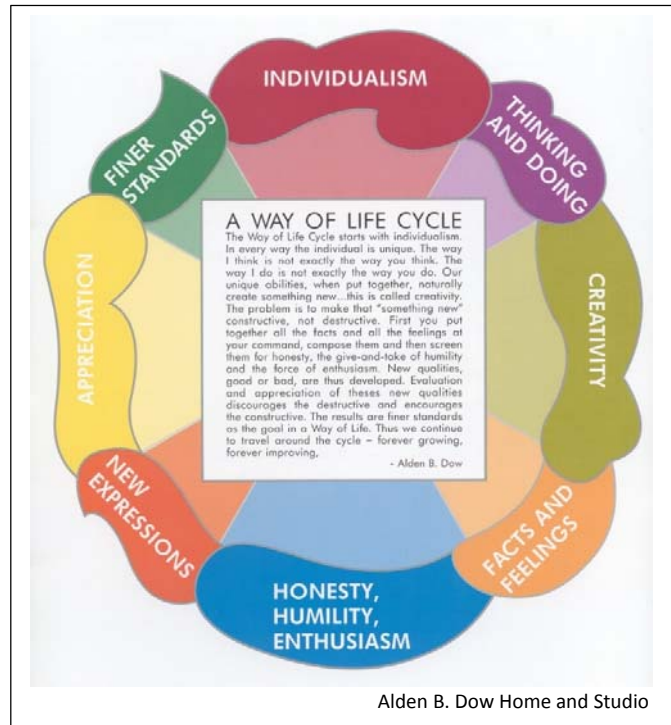 INDIVIDUALISM
THINKING
AND DOING
CREATIVITY
FACTS AND
FEELINGS
HONESTY,
HUMILITY,
ENTHUSIASM
NEW
EXPRESSIONS
APPRECIATION
FINER
STANDARDS
A WAY OF LIFE CYCLE
The Way of Life Cycle starts with individualism.
In every way the individual is unique. The way
I think is not exactly the way you think. The
way I do is not exactly the way you do. Our
unique abilities, when put together, naturally
create something new...this is called creativity.
The problem is to make that "something new"
constructive, not destructive. First you put
together all the facts and all the feelings at
your command, compose them and then screen
them for honesty, the give-and-take of humility
and the force of enthusiasm. New qualities,
good or bad, are thus developed. Evaluation
and appreciation of theses new qualities
discourages the destructive and encourages
the constructive. The results are finer standards
as the goal in a Way of Life. Thus we continue
to travel around the cycle – forever growing,
forever improving,
- Alden B. Dow
Alden B. Dow Home and Studio